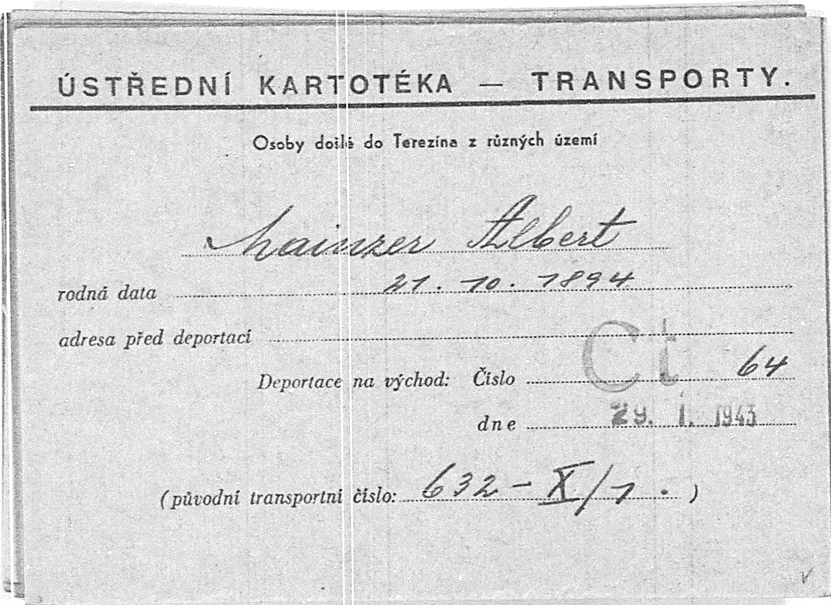 ÚSTŘEDNÍ KARTOTÉKA — TRANSPORTY.
Osoby došlé do Terezína z různých území
Mainzer Albert
rodná data 21. 10. 1894
adresa před deportací
Deportace na východ: Číslo Ct 64
dne 29. I. 1943
(původní transportní číslo: 632 - X/1. )